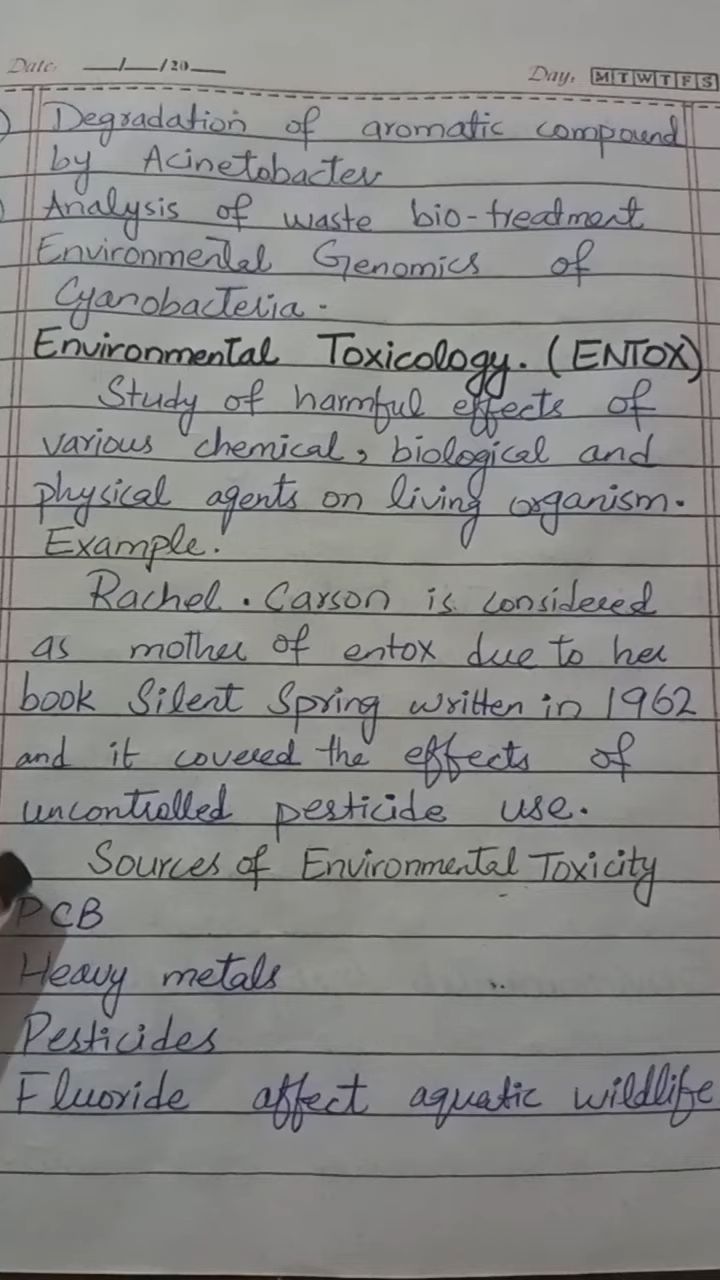 Date: __/__/20__ Day: M T W T F S
Degradation of aromatic compound
by Acinetobacter
Analysis of waste bio-treatment
Environmental Genomics of
Cyanobacteria.
Environmental Toxicology. (ENTOX)
Study of harmful effects of
various chemical, biological and
physical agents on living organism.
Example.
Rachel. Carson is considered
as mother of entox due to her
book Silent Spring written in 1962
and it covered the effects of
uncontrolled pesticide use.
Sources of Environmental Toxicity
PCB
Heavy metals
Pesticides
Fluoride affect aquatic wildlife